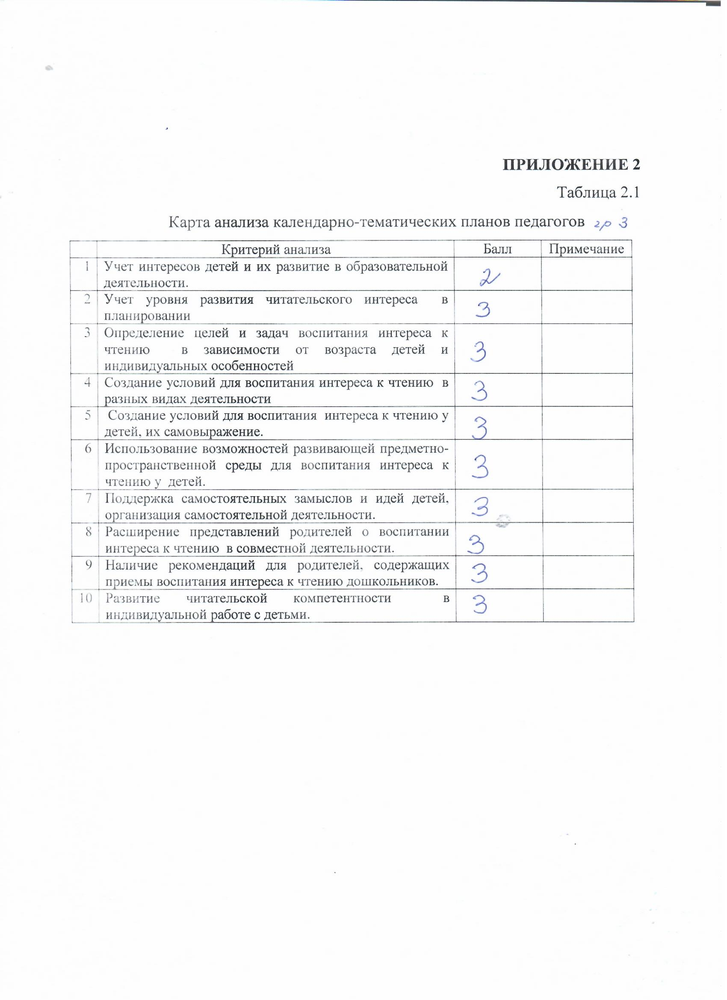 ПРИЛОЖЕНИЕ 2
Таблица 2.1
Карта анализа календарно-тематических планов педагогов гр 3
Критерий анализа Балл Примечание
1 Учет интересов детей и их развитие в образовательной
деятельности. 2
2 Учет уровня развития читательского интереса в
планировании 3
3 Определение целей и задач воспитания интереса к
чтению в зависимости от возраста детей и
индивидуальных особенностей 3
4 Создание условий для воспитания интереса к чтению в
разных видах деятельности 3
5 Создание условий для воспитания интереса к чтению у
детей, их самовыражение. 3
6 Использование возможностей развивающей предметно-
пространственной среды для воспитания интереса к
чтению у детей. 3
7 Поддержка самостоятельных замыслов и идей детей,
организация самостоятельной деятельности. 3
8 Расширение представлений родителей о воспитании
интереса к чтению в совместной деятельности. 3
9 Наличие рекомендаций для родителей, содержащих
приемы воспитания интереса к чтению дошкольников. 3
10 Развитие читательской компетентности в
индивидуальной работе с детьми. 3